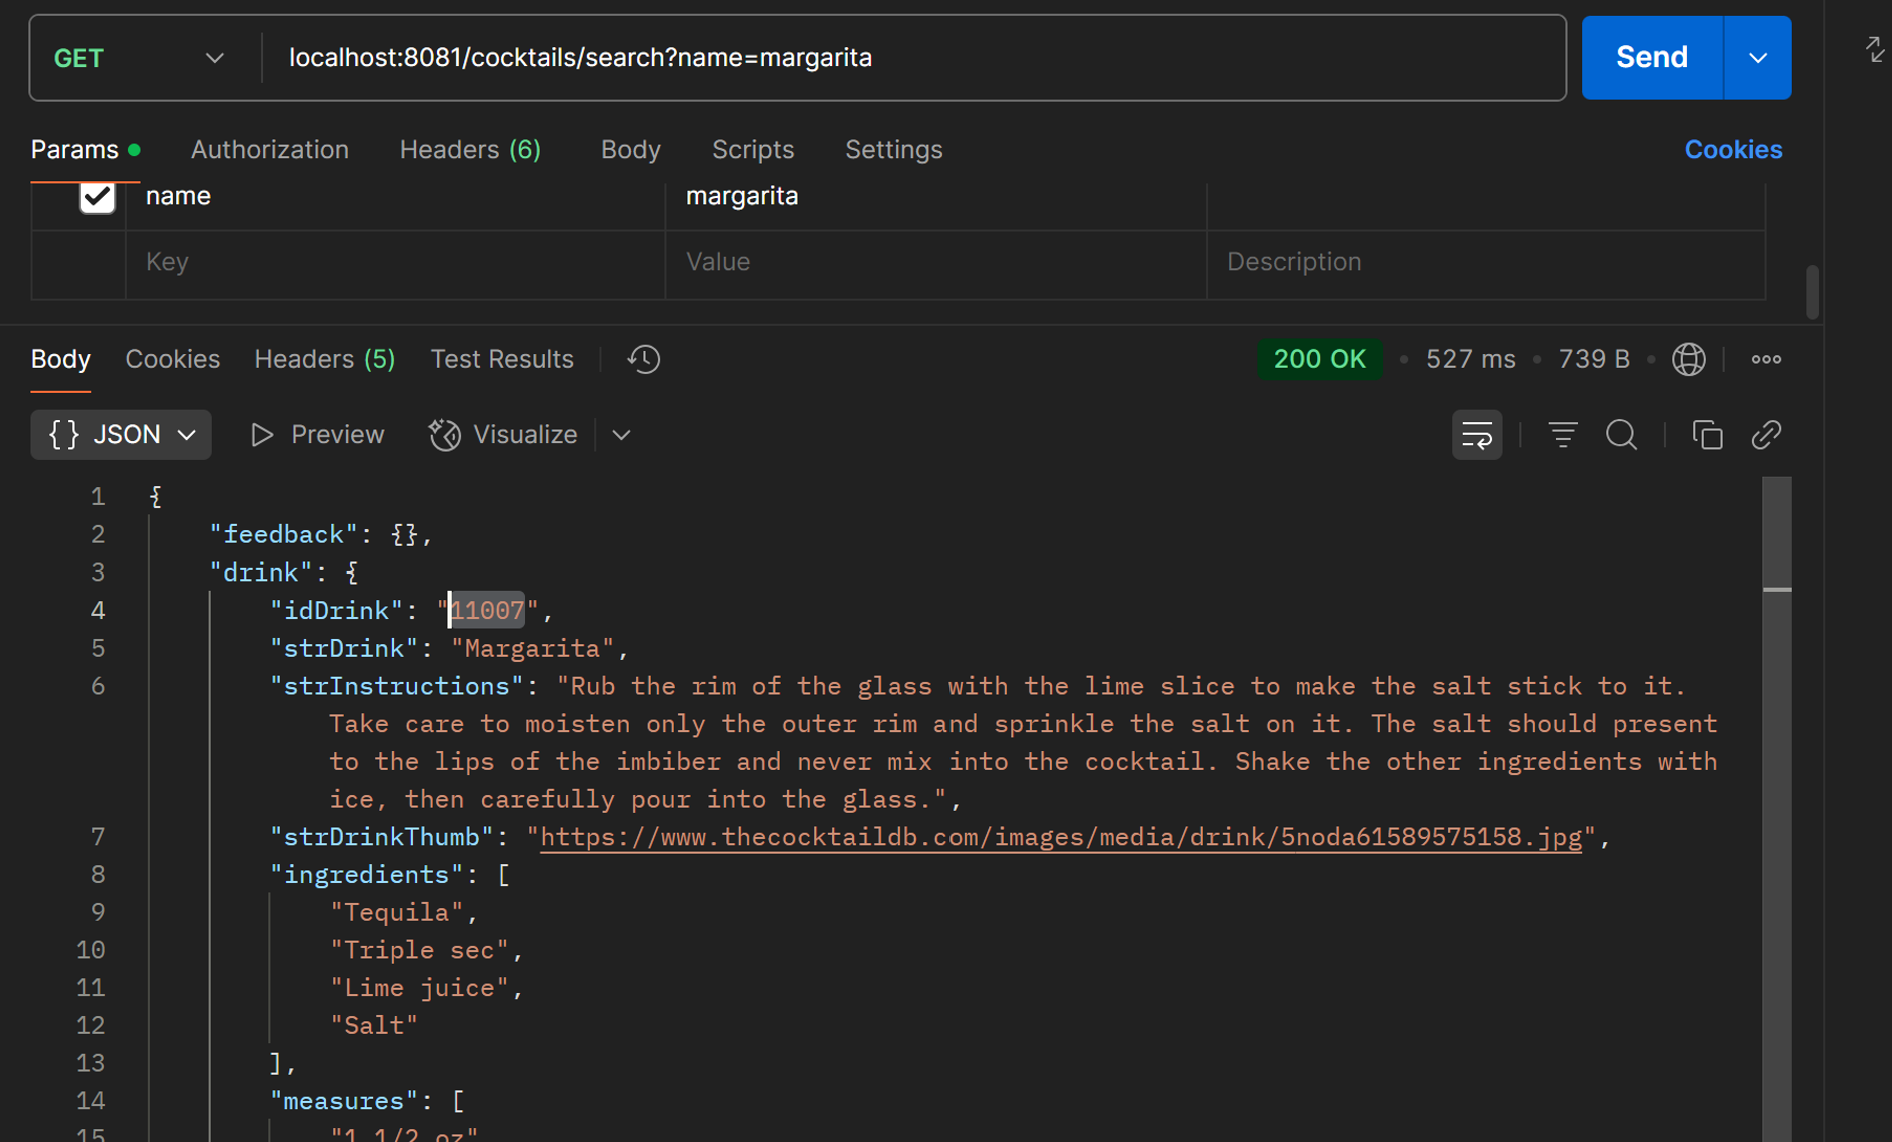 GET localhost:8081/cocktails/search?name=margarita Send
Params Authorization Headers (6) Body Scripts Settings Cookies
name margarita
Key Value Description
Body Cookies Headers (5) Test Results 200 OK • 527 ms • 739 B •
{} JSON Preview Visualize
1 {
2 "feedback": {},
3 "drink": {
4 "idDrink": "11007",
5 "strDrink": "Margarita",
6 "strInstructions": "Rub the rim of the glass with the lime slice to make the salt stick to it.
Take care to moisten only the outer rim and sprinkle the salt on it. The salt should present
to the lips of the imbiber and never mix into the cocktail. Shake the other ingredients with
ice, then carefully pour into the glass.",
7 "strDrinkThumb": "https://www.thecocktaildb.com/images/media/drink/5noda61589575158.jpg",
8 "ingredients": [
9 "Tequila",
10 "Triple sec",
11 "Lime juice",
12 "Salt"
13 ],
14 "measures": [
15 "1 1/2 oz"